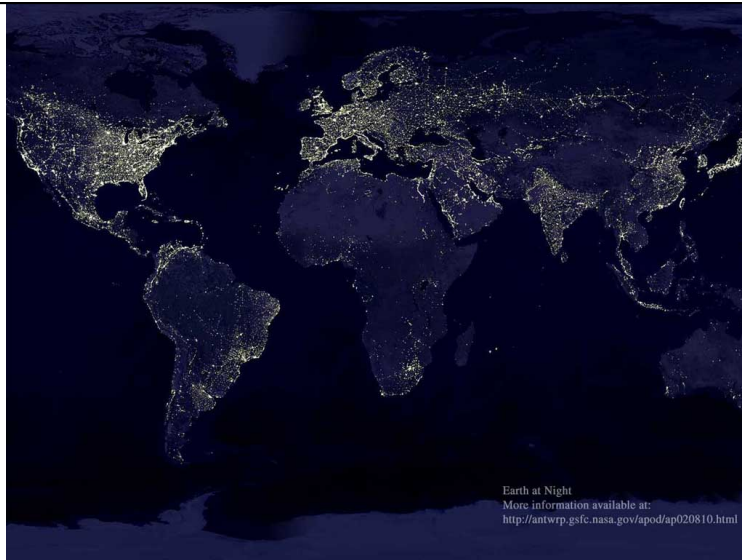 Earth at Night
More information available at:
http://antwrp.gsfc.nasa.gov/apod/ap020810.html